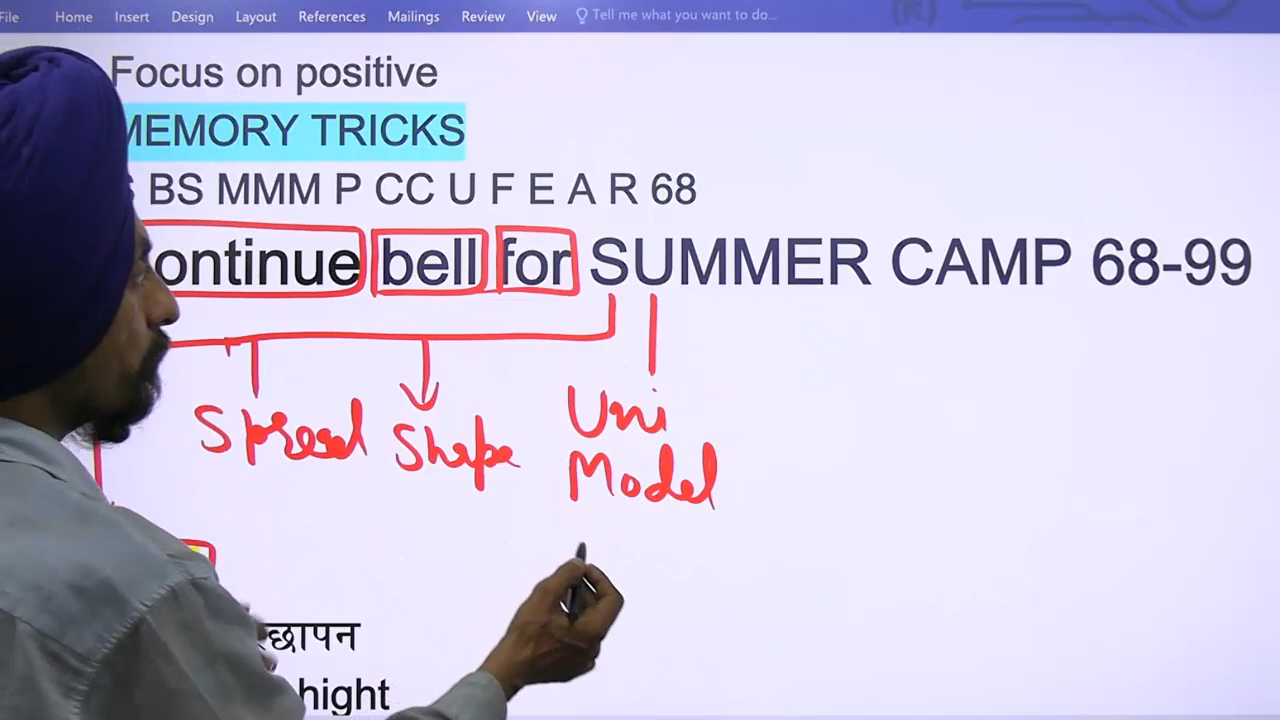 File Home Insert Design Layout References Mailings Review View Tell me what you want to do...
Focus on positive
MEMORY TRICKS
BS MMM P CC U F E A R 68
ontinue bell for SUMMER CAMP 68-99
Spread Shape Uni
Model
छापन
hight